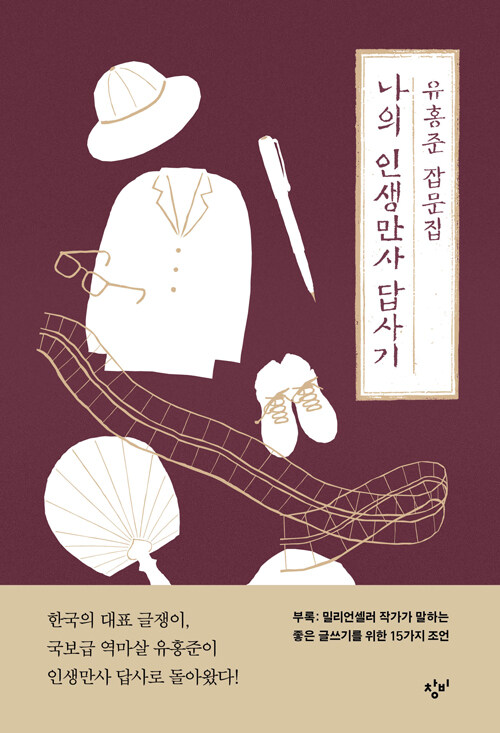 유홍준 잡문집
나의 인생만사 답사기
한국의 대표 글쟁이,
국보급 역마살 유홍준이
인생만사 답사로 돌아왔다!
부록: 밀리언셀러 작가가 말하는
좋은 글쓰기를 위한 15가지 조언
창비